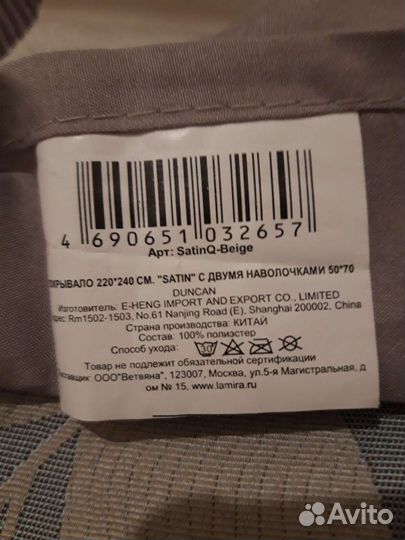 4 690651 032657
Арт: SatinQ-Beige
ПОКРЫВАЛО 220*240 СМ. "SATIN" С ДВУМЯ НАВОЛОЧКАМИ 50*70
DUNCAN
Изготовитель: E-HENG IMPORT AND EXPORT CO., LIMITED
Адрес: Rm1502-1503, No.61 Nanjing Road (E), Shanghai 200002, China
Страна производства: КИТАЙ
Состав: 100% полиэстер
Способ ухода:
Товар не подлежит обязательной сертификации
Поставщик: ООО"Ветвяна", 123007, Москва, ул.5-я Магистральная, д
ом № 15, www.lamira.ru
Avito